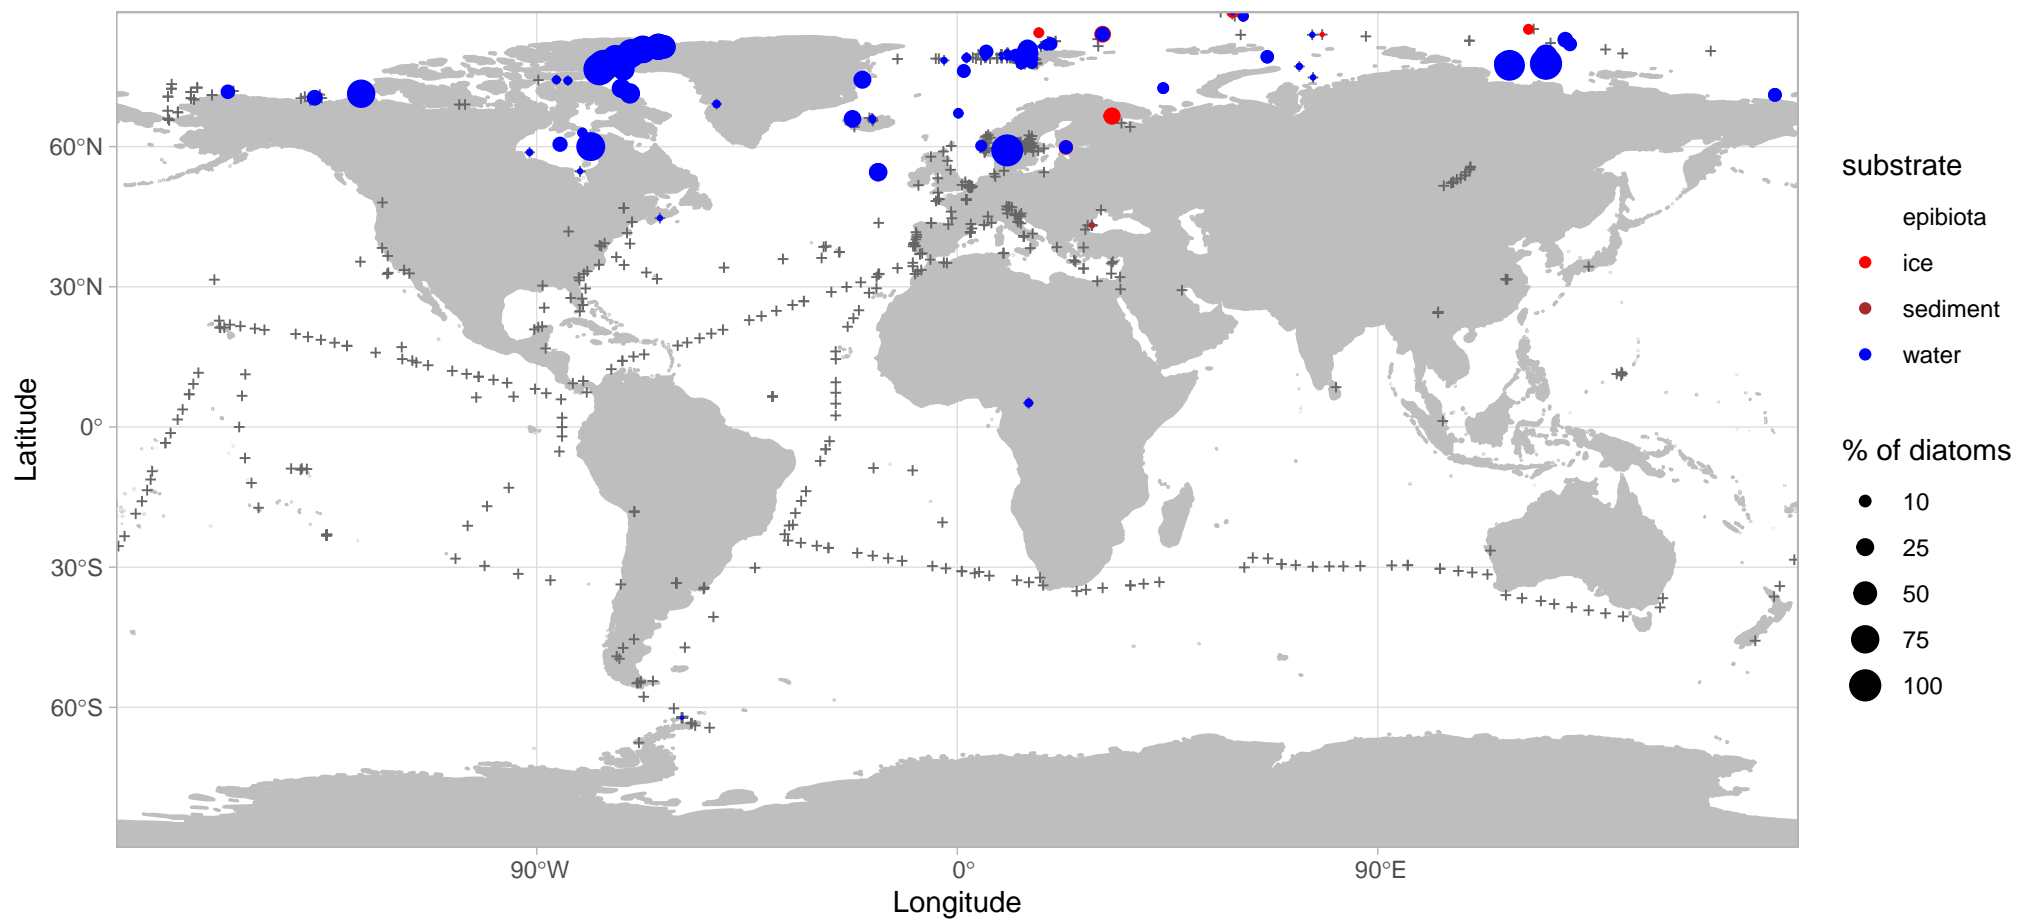 60°N
30°N
0°
30°S
60°S
Latitude
90°W
0°
90°E
Longitude
substrate
epibiota
ice
sediment
water
% of diatoms
10
25
50
75
100